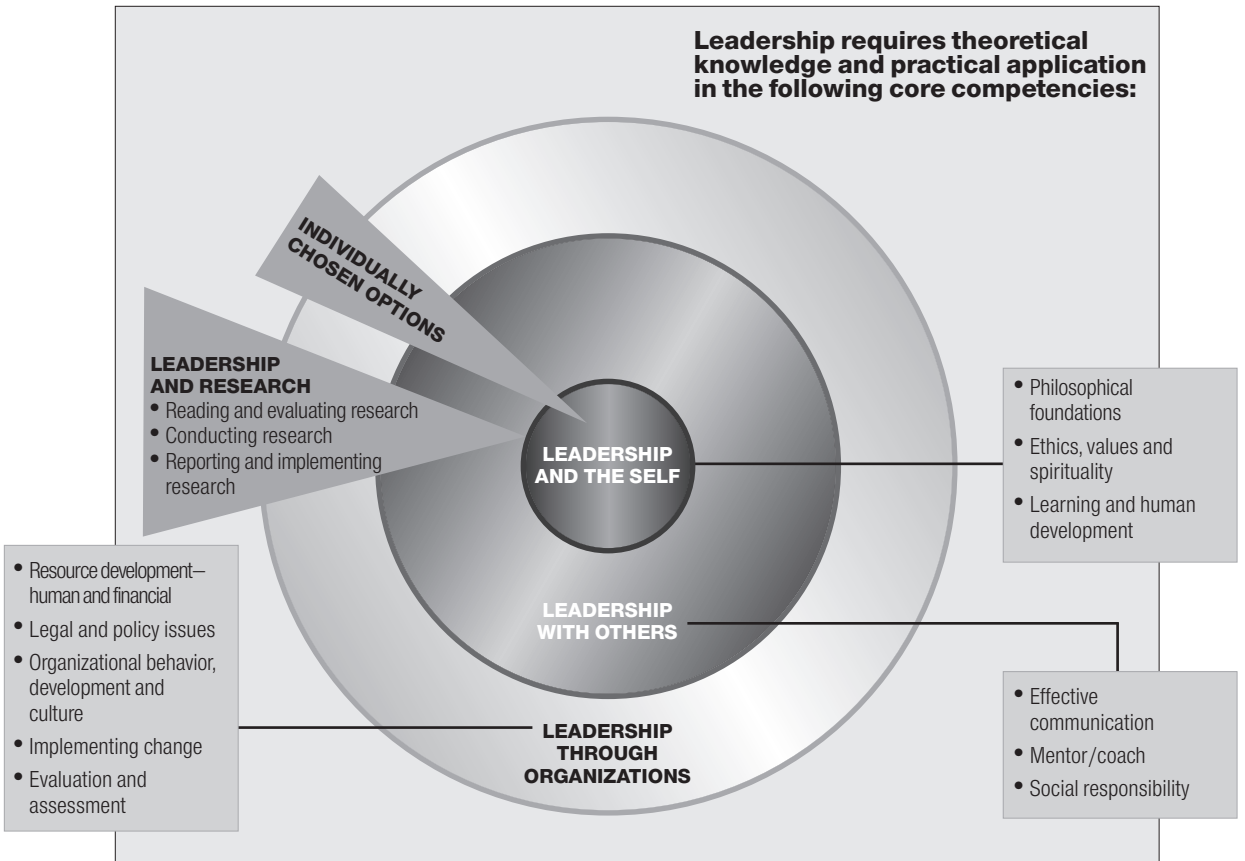 Leadership requires theoretical
knowledge and practical application
in the following core competencies:
INDIVIDUALLY
CHOSEN OPTIONS
LEADERSHIP
AND RESEARCH
• Reading and evaluating research
• Conducting research
• Reporting and implementing
research
LEADERSHIP
AND THE SELF
• Philosophical
foundations
• Ethics, values and
spirituality
• Learning and human
development
LEADERSHIP
WITH OTHERS
• Effective
communication
• Mentor/coach
• Social responsibility
LEADERSHIP
THROUGH
ORGANIZATIONS
• Resource development–
human and financial
• Legal and policy issues
• Organizational behavior,
development and
culture
• Implementing change
• Evaluation and
assessment